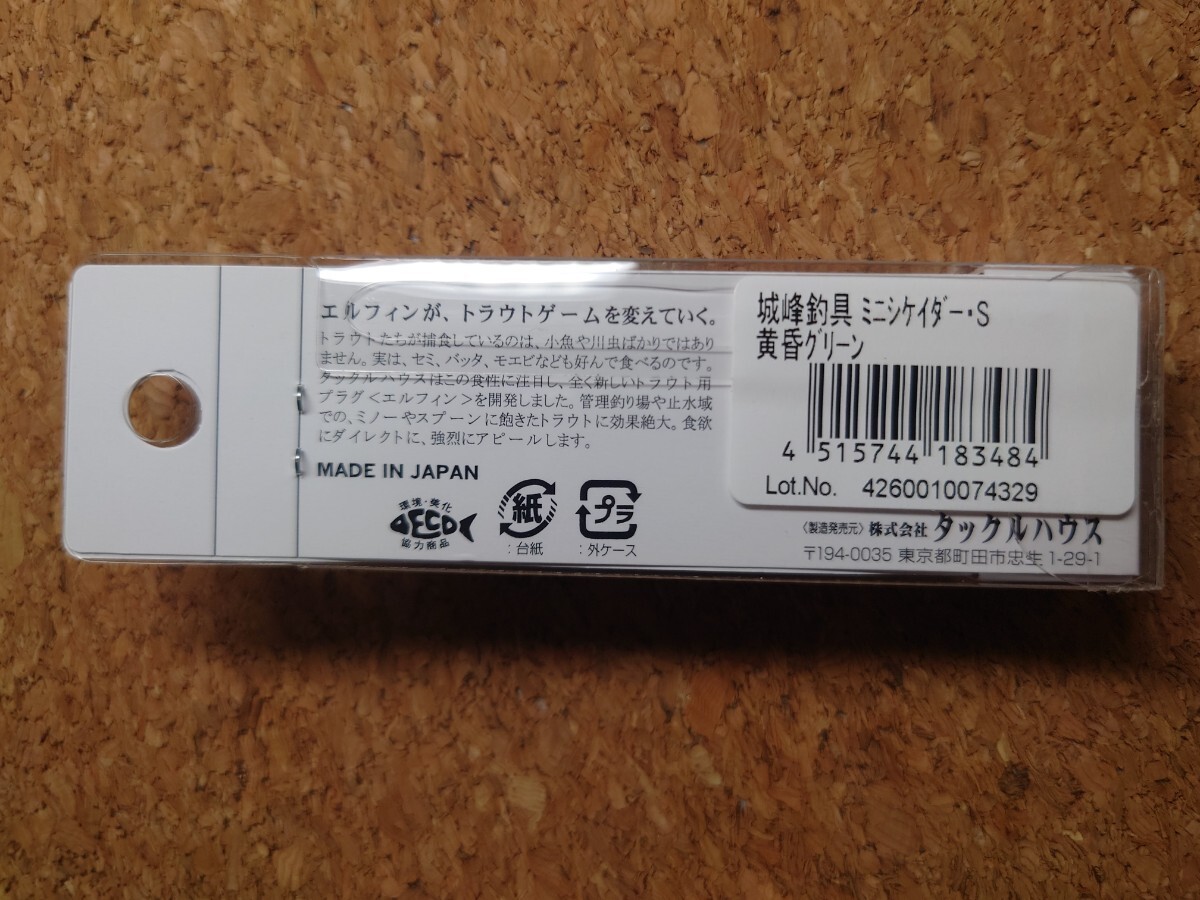 エルフィンが、トラウトゲームを変えていく。
トラウトたちが捕食しているのは、小魚や川虫ばかりではあり
ません。実は、セミ、バッタ、モエビなども好んで食べるのです。
タックルハウスはこの食性に注目し、全く新しいトラウト用
プラグ＜エルフィン＞を開発しました。管理釣り場や止水域
での、ミノーやスプーンに飽きたトラウトに効果絶大。食欲
にダイレクトに、強烈にアピールします。
MADE IN JAPAN
環境・美化
ECO
協力商品
紙
：台紙
プラ
：外ケース
城峰釣具 ミニシケイダー・S
黄昏グリーン
4 515744 183484
Lot.No. 4260010074329
〈製造発売元〉株式会社 タックルハウス
〒194-0035 東京都町田市忠生1-29-1